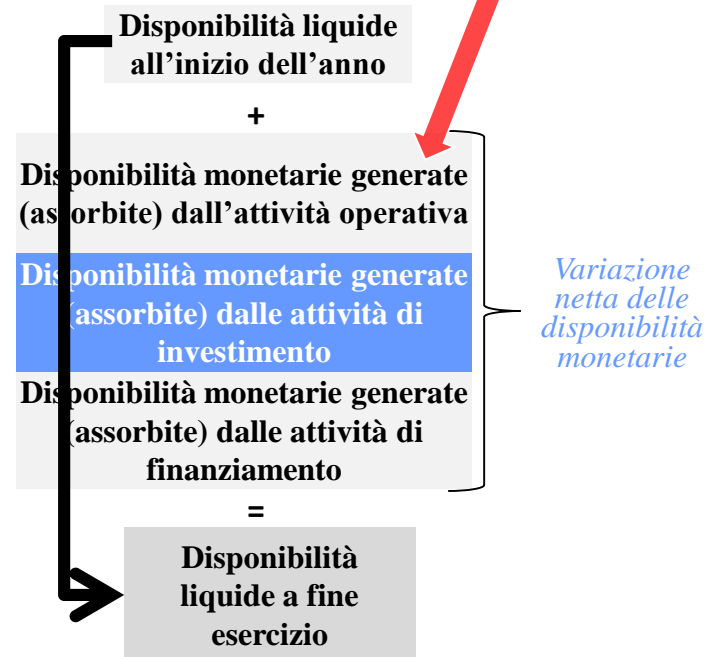 Disponibilità liquide
all'inizio dell'anno
+
Disponibilità monetarie generate
(assorbite) dall'attività operativa
Disponibilità monetarie generate
(assorbite) dalle attività di
investimento
Disponibilità monetarie generate
(assorbite) dalle attività di
finanziamento
Variazione
netta delle
disponibilità
monetarie
=
Disponibilità
liquide a fine
esercizio